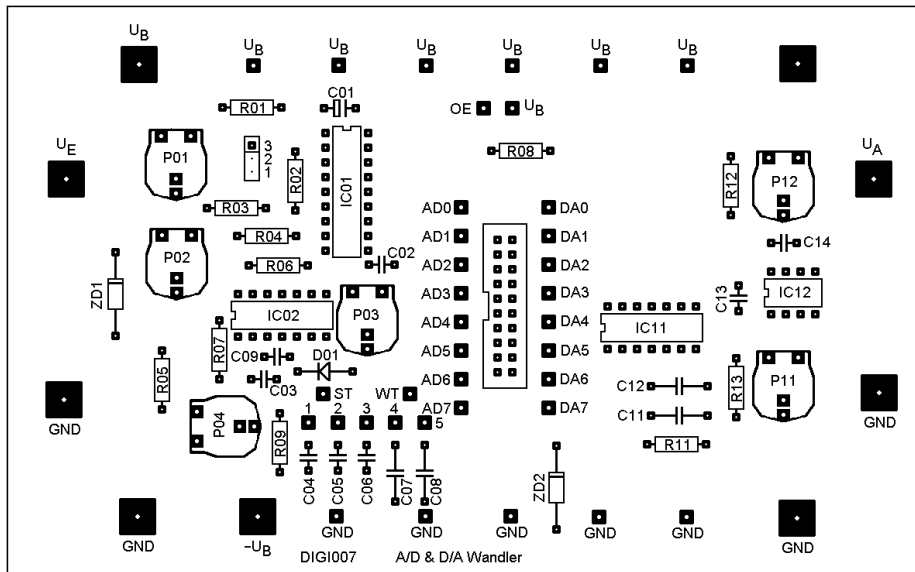 U_B U_B U_B U_B U_B U_B U_B
C01
R01
OE U_B
3
2
1
P01
R02
IC01
R08
U_E
U_A
R12
P12
R03
AD0 DA0
R04
AD1 DA1
P02
C02
C14
R06
AD2 DA2
ZD1
AD3 DA3
C13
IC12
IC02
P03
AD4 DA4
IC11
R07
C09
D01
AD5 DA5
R05
C03
AD6 DA6
C12
R13
P11
ST WT
AD7 DA7
P04
1 2 3 4 5
C11
GND
GND
R09
R11
C04 C05 C06 C07 C08
ZD2
GND -U_B GND GND GND GND GND GND
DIGI007 A/D & D/A Wandler